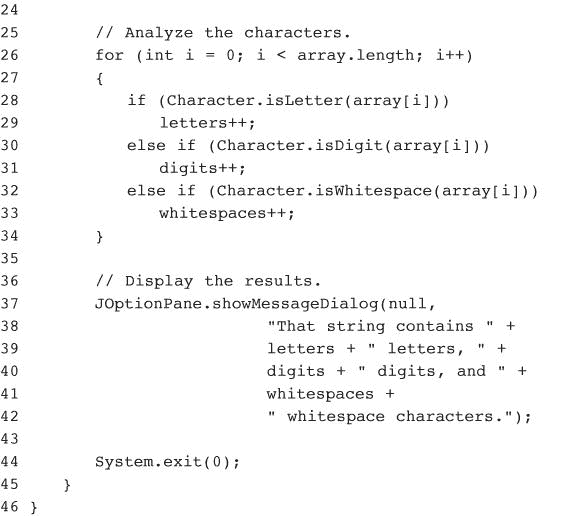 24
25         // Analyze the characters.
26         for (int i = 0; i < array.length; i++)
27         {
28             if (Character.isLetter(array[i]))
29                 letters++;
30             else if (Character.isDigit(array[i]))
31                 digits++;
32             else if (Character.isWhitespace(array[i]))
33                 whitespaces++;
34         }
35
36         // Display the results.
37         JOptionPane.showMessageDialog(null,
38                              "That string contains " +
39                              letters + " letters, " +
40                              digits + " digits, and " +
41                              whitespaces +
42                              " whitespace characters.");
43
44         System.exit(0);
45     }
46 }